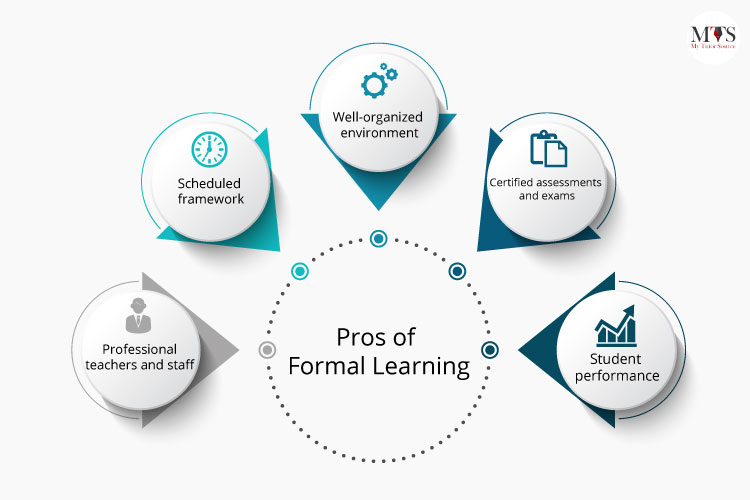 MTS
My Tutor Source
Well-organized
environment
Scheduled
framework
Certified assessments
and exams
Professional
teachers and staff
Pros of
Formal Learning
Student
performance